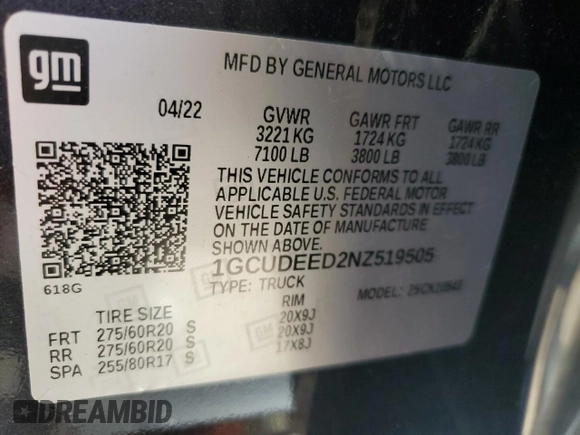 gm
MFD BY GENERAL MOTORS LLC
04/22 GVWR GAWR FRT GAWR RR
3221 KG 1724 KG 1724 KG
7100 LB 3800 LB 3800 LB
THIS VEHICLE CONFORMS TO ALL
APPLICABLE U.S. FEDERAL MOTOR
VEHICLE SAFETY STANDARDS IN EFFECT
ON THE DATE OF MANUFACTURE
SHOWN ABOVE.
618G
1GCUDEED2NZ519505
TYPE: TRUCK MODEL:
TIRE SIZE RIM
FRT 275/60R20 S 20X9J
RR 275/60R20 S 20X9J
SPA 255/80R17 S 17X8J
GM GM GM
DREAMBID